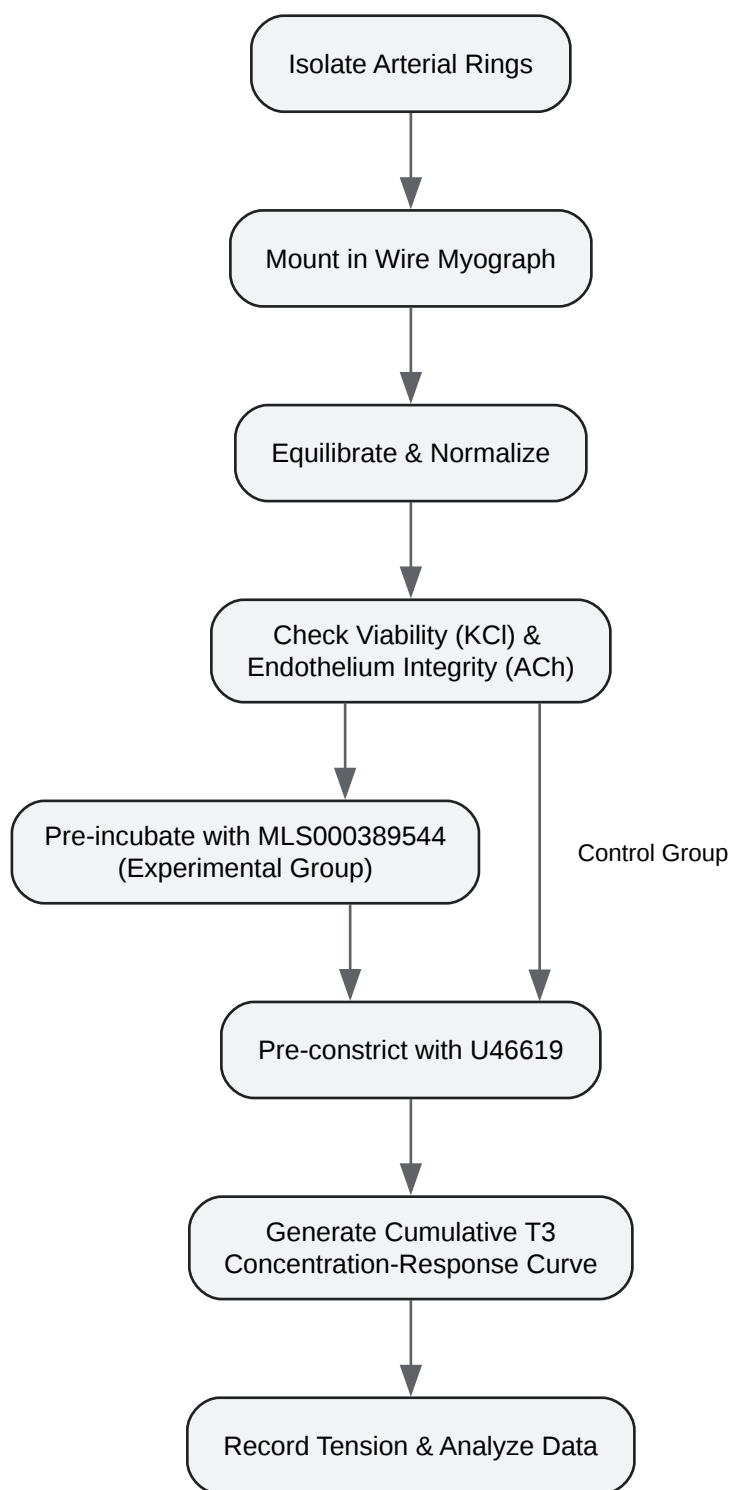 Isolate Arterial Rings
Mount in Wire Myograph
Equilibrate & Normalize
Check Viability (KCl) &
Endothelium Integrity (ACh)
Pre-incubate with MLS000389544
(Experimental Group)
Control Group
Pre-constrict with U46619
Generate Cumulative T3
Concentration-Response Curve
Record Tension & Analyze Data